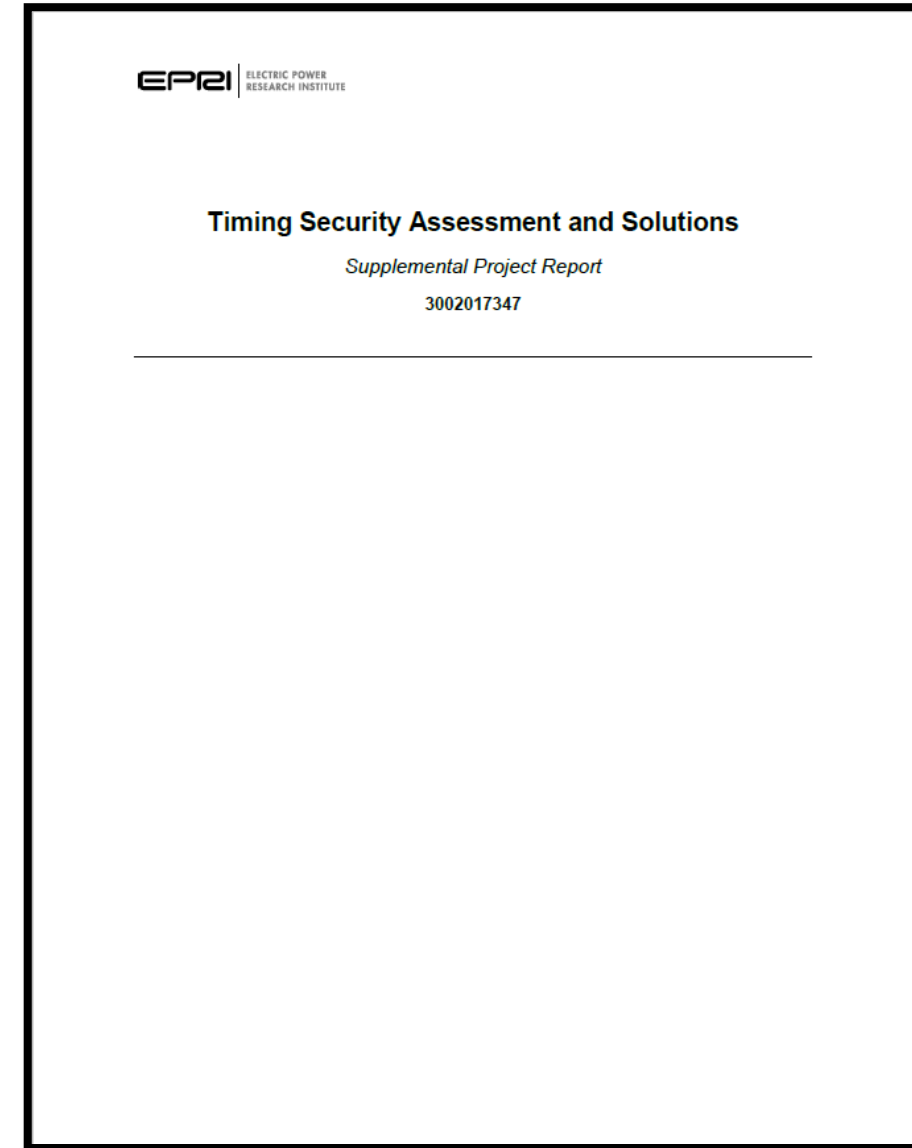 EPRI
ELECTRIC POWER
RESEARCH INSTITUTE
Timing Security Assessment and Solutions
Supplemental Project Report
3002017347